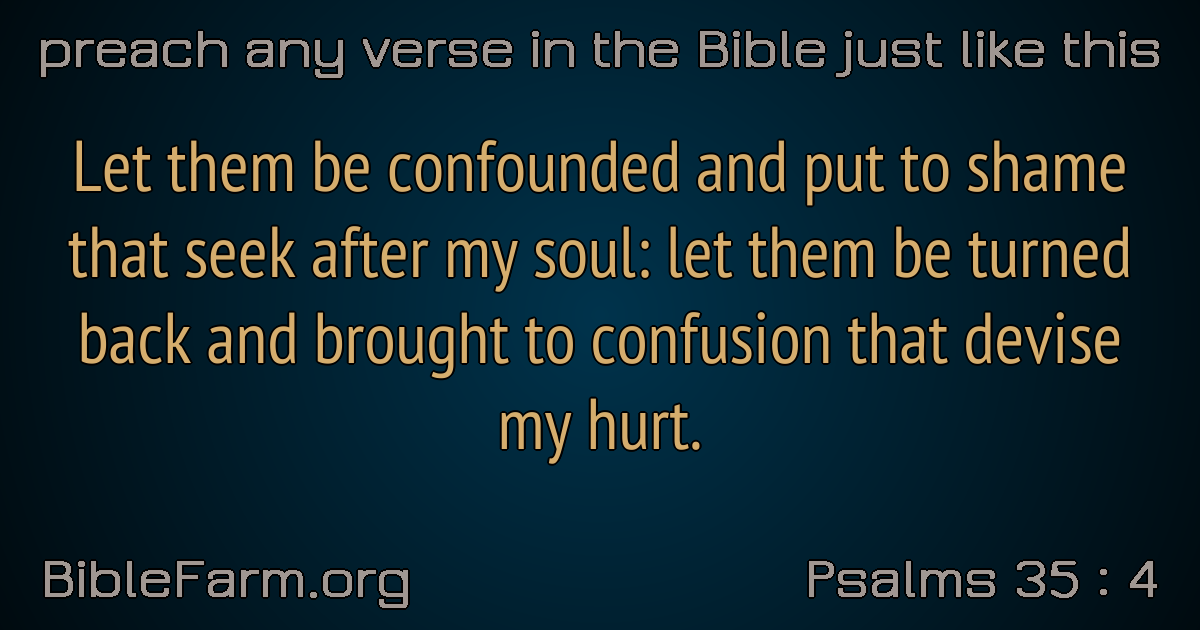 preach any verse in the Bible just like this
Let them be confounded and put to shame
that seek after my soul: let them be turned
back and brought to confusion that devise
my hurt.
BibleFarm.org
Psalms 35 : 4